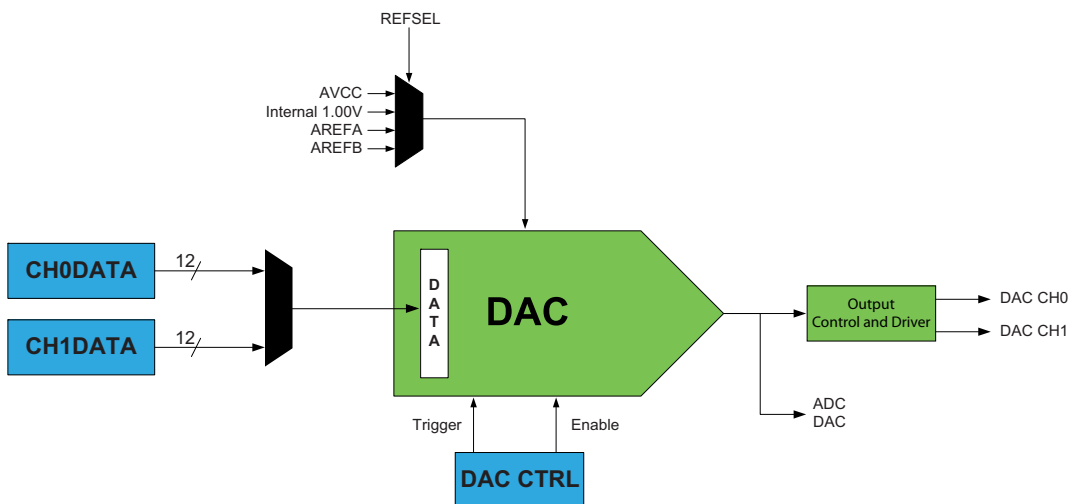 REFSEL
AVCC
Internal 1.00V
AREFA
AREFB
CH0DATA
12
CH1DATA
12
D
A
T
A
DAC
Output
Control and Driver
DAC CH0
DAC CH1
ADC
DAC
Trigger
Enable
DAC CTRL